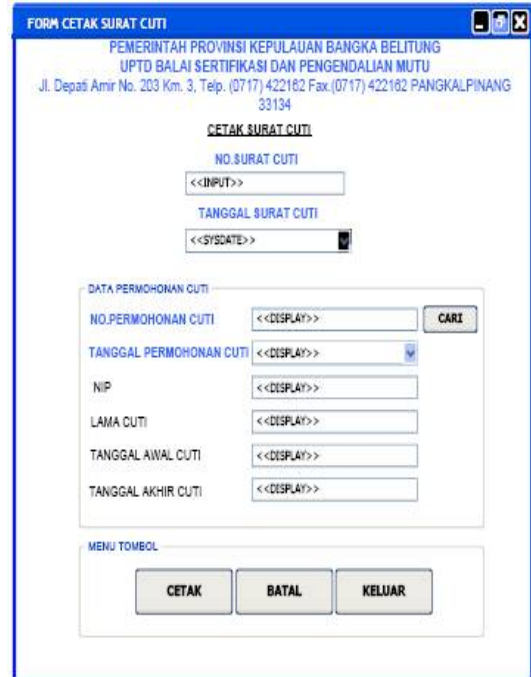 FORM CETAK SURAT CUTI
PEMERINTAH PROVINSI KEPULAUAN BANGKA BELITUNG
UPTD BALAI SERTIFIKASI DAN PENGENDALIAN MUTU
Jl. Depati Amir No. 203 Km. 3, Telp. (0717) 422162 Fax.(0717) 422162 PANGKALPINANG
33134
CETAK SURAT CUTI
NO.SURAT CUTI
<<INPUT>>
TANGGAL SURAT CUTI
<<SYSDATE>>
DATA PERMOHONAN CUTI
NO.PERMOHONAN CUTI <<DISPLAY>> CARI
TANGGAL PERMOHONAN CUTI <<DISPLAY>>
NIP <<DISPLAY>>
LAMA CUTI <<DISPLAY>>
TANGGAL AWAL CUTI <<DISPLAY>>
TANGGAL AKHIR CUTI <<DISPLAY>>
MENU TOMBOL
CETAK BATAL KELUAR